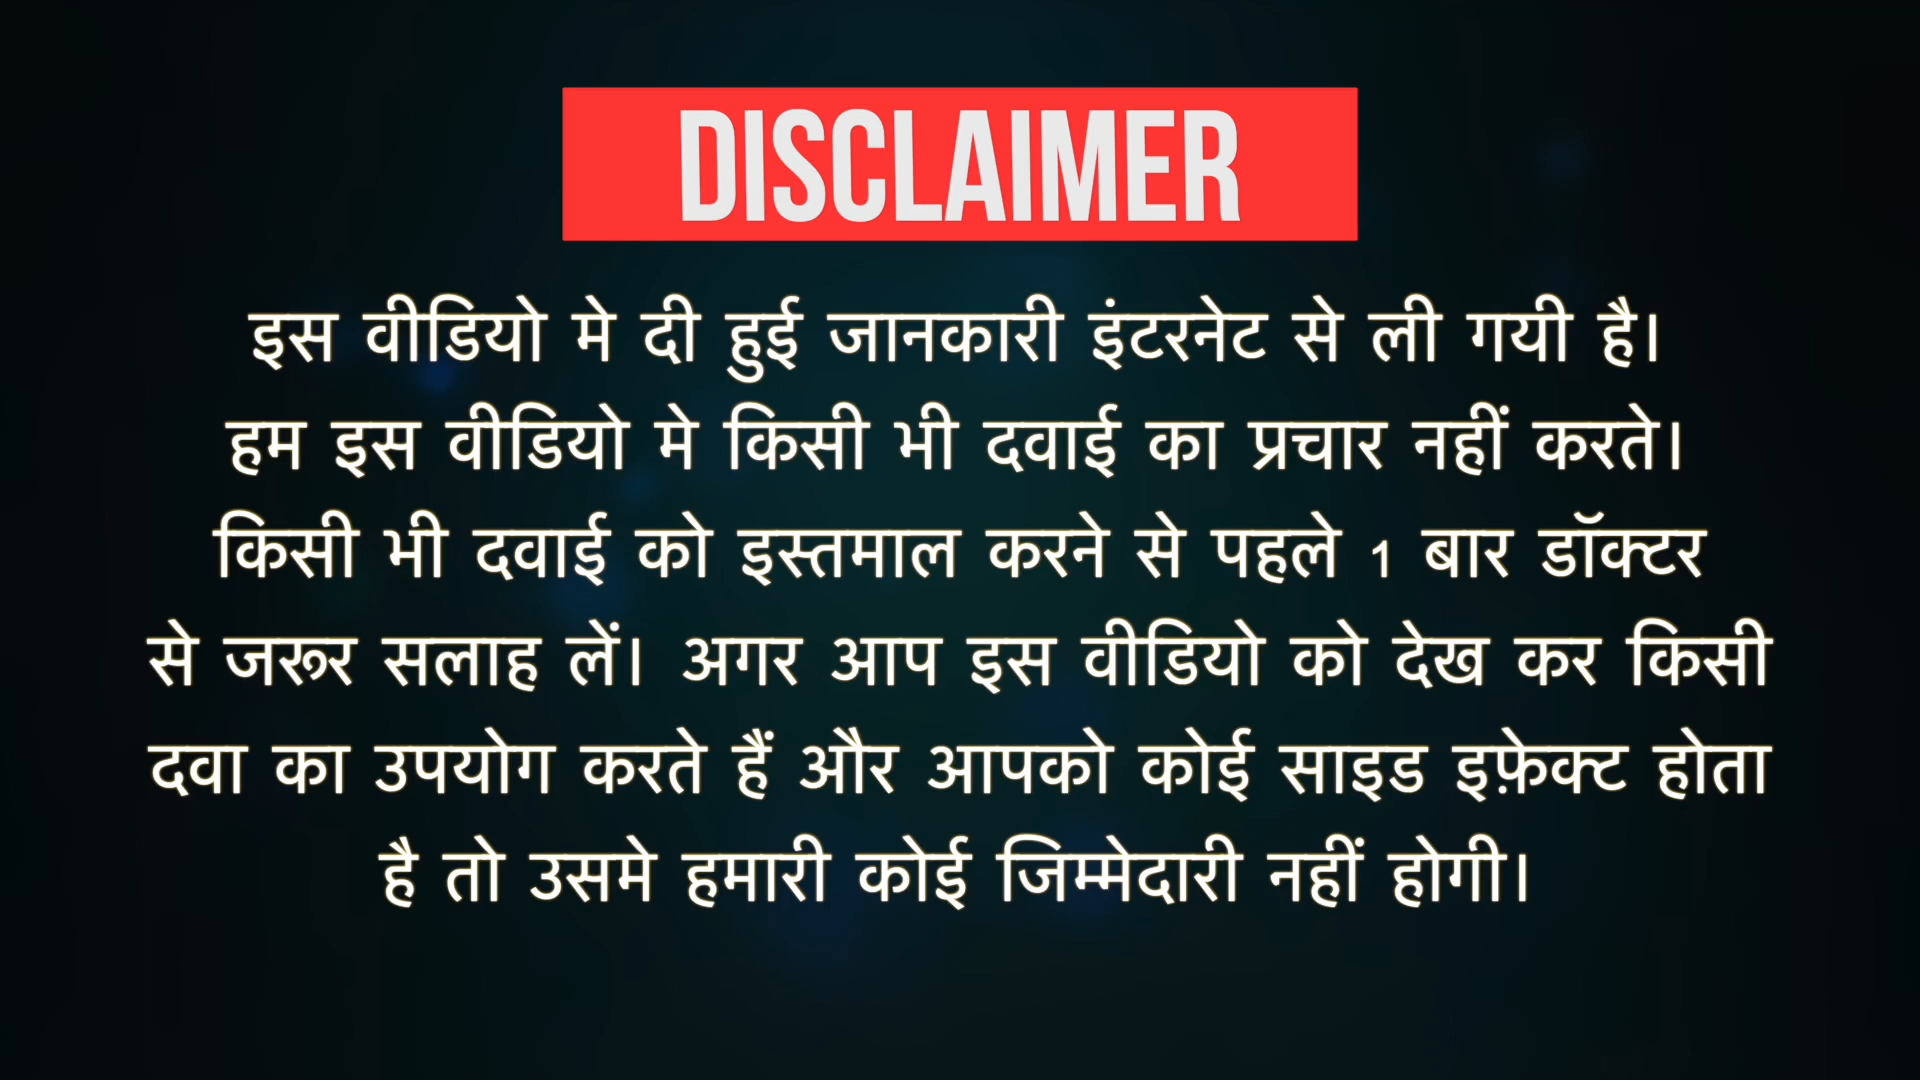 DISCLAIMER
इस वीडियो मे दी हुई जानकारी इंटरनेट से ली गयी है।
हम इस वीडियो मे किसी भी दवाई का प्रचार नहीं करते।
किसी भी दवाई को इस्तमाल करने से पहले 1 बार डॉक्टर
से जरूर सलाह लें। अगर आप इस वीडियो को देख कर किसी
दवा का उपयोग करते हैं और आपको कोई साइड इफ़ेक्ट होता
है तो उसमे हमारी कोई जिम्मेदारी नहीं होगी।